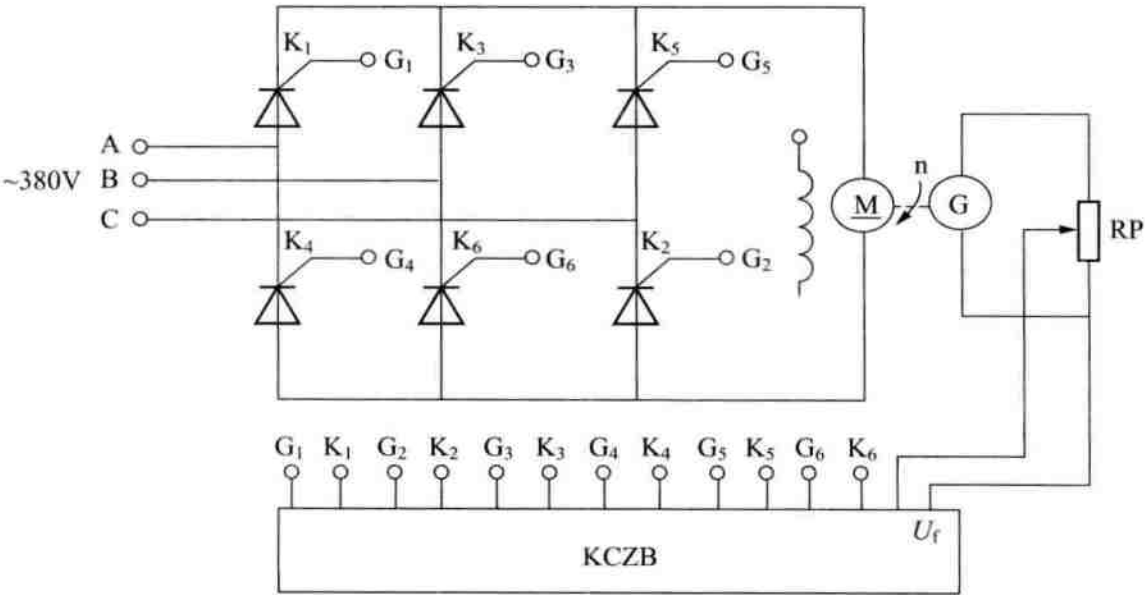 K₁ G₁ K₃ G₃ K₅ G₅
A
~380V B
C
n
M G
RP
K₄ G₄ K₆ G₆ K₂ G₂
G₁ K₁ G₂ K₂ G₃ K₃ G₄ K₄ G₅ K₅ G₆ K₆
U_f
KCZB